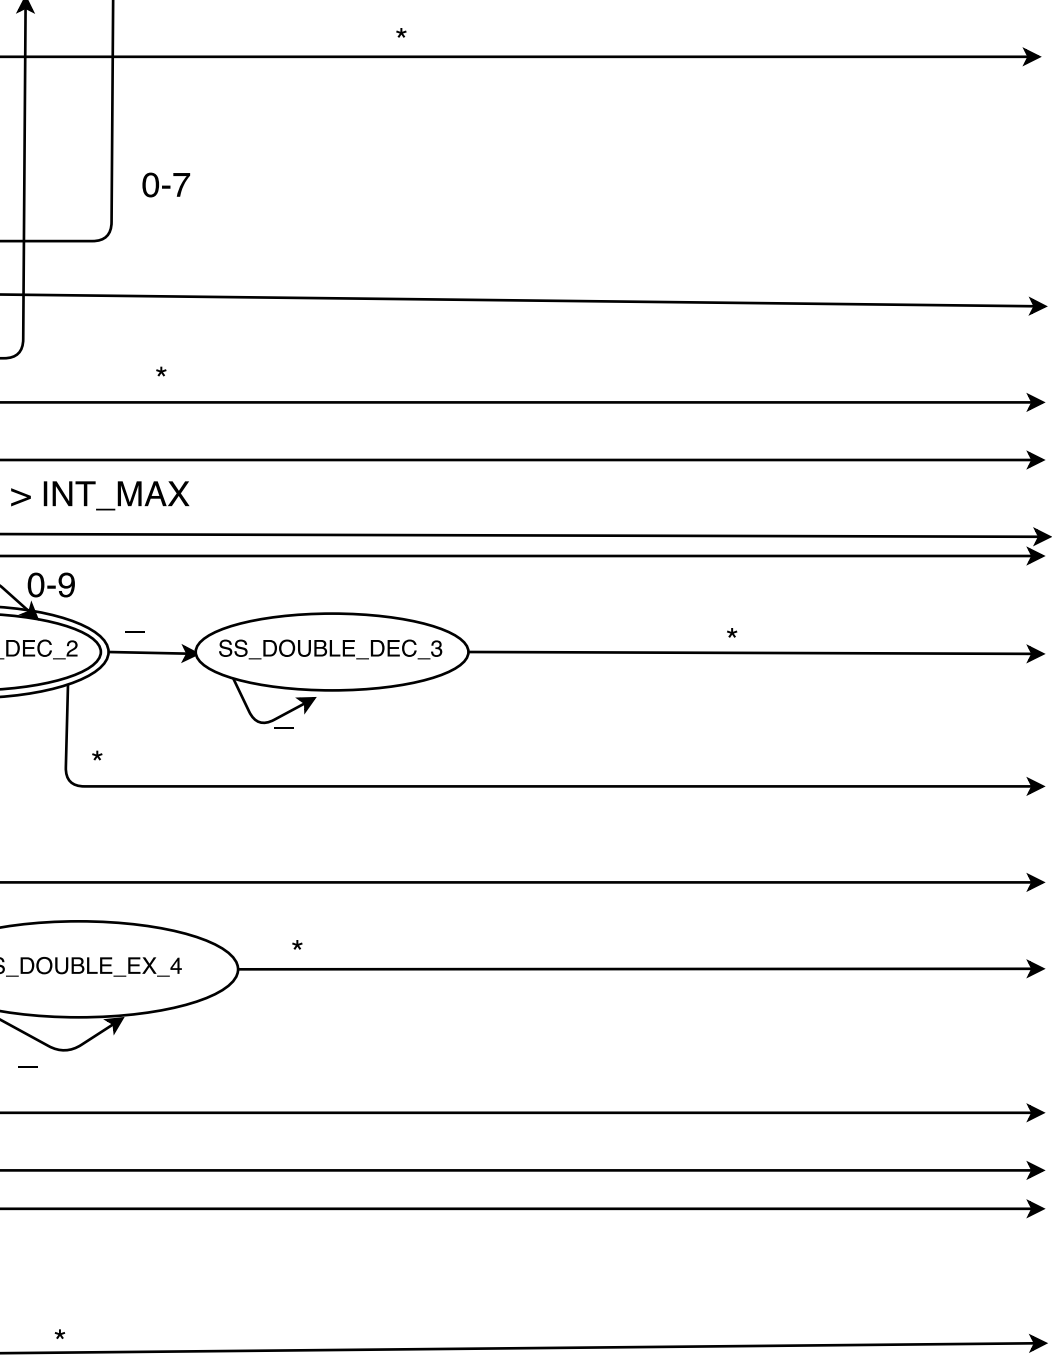 *
0-7
*
> INT_MAX
0-9
_
_DEC_2
SS_DOUBLE_DEC_3
*
_
*
*
S_DOUBLE_EX_4
_
*